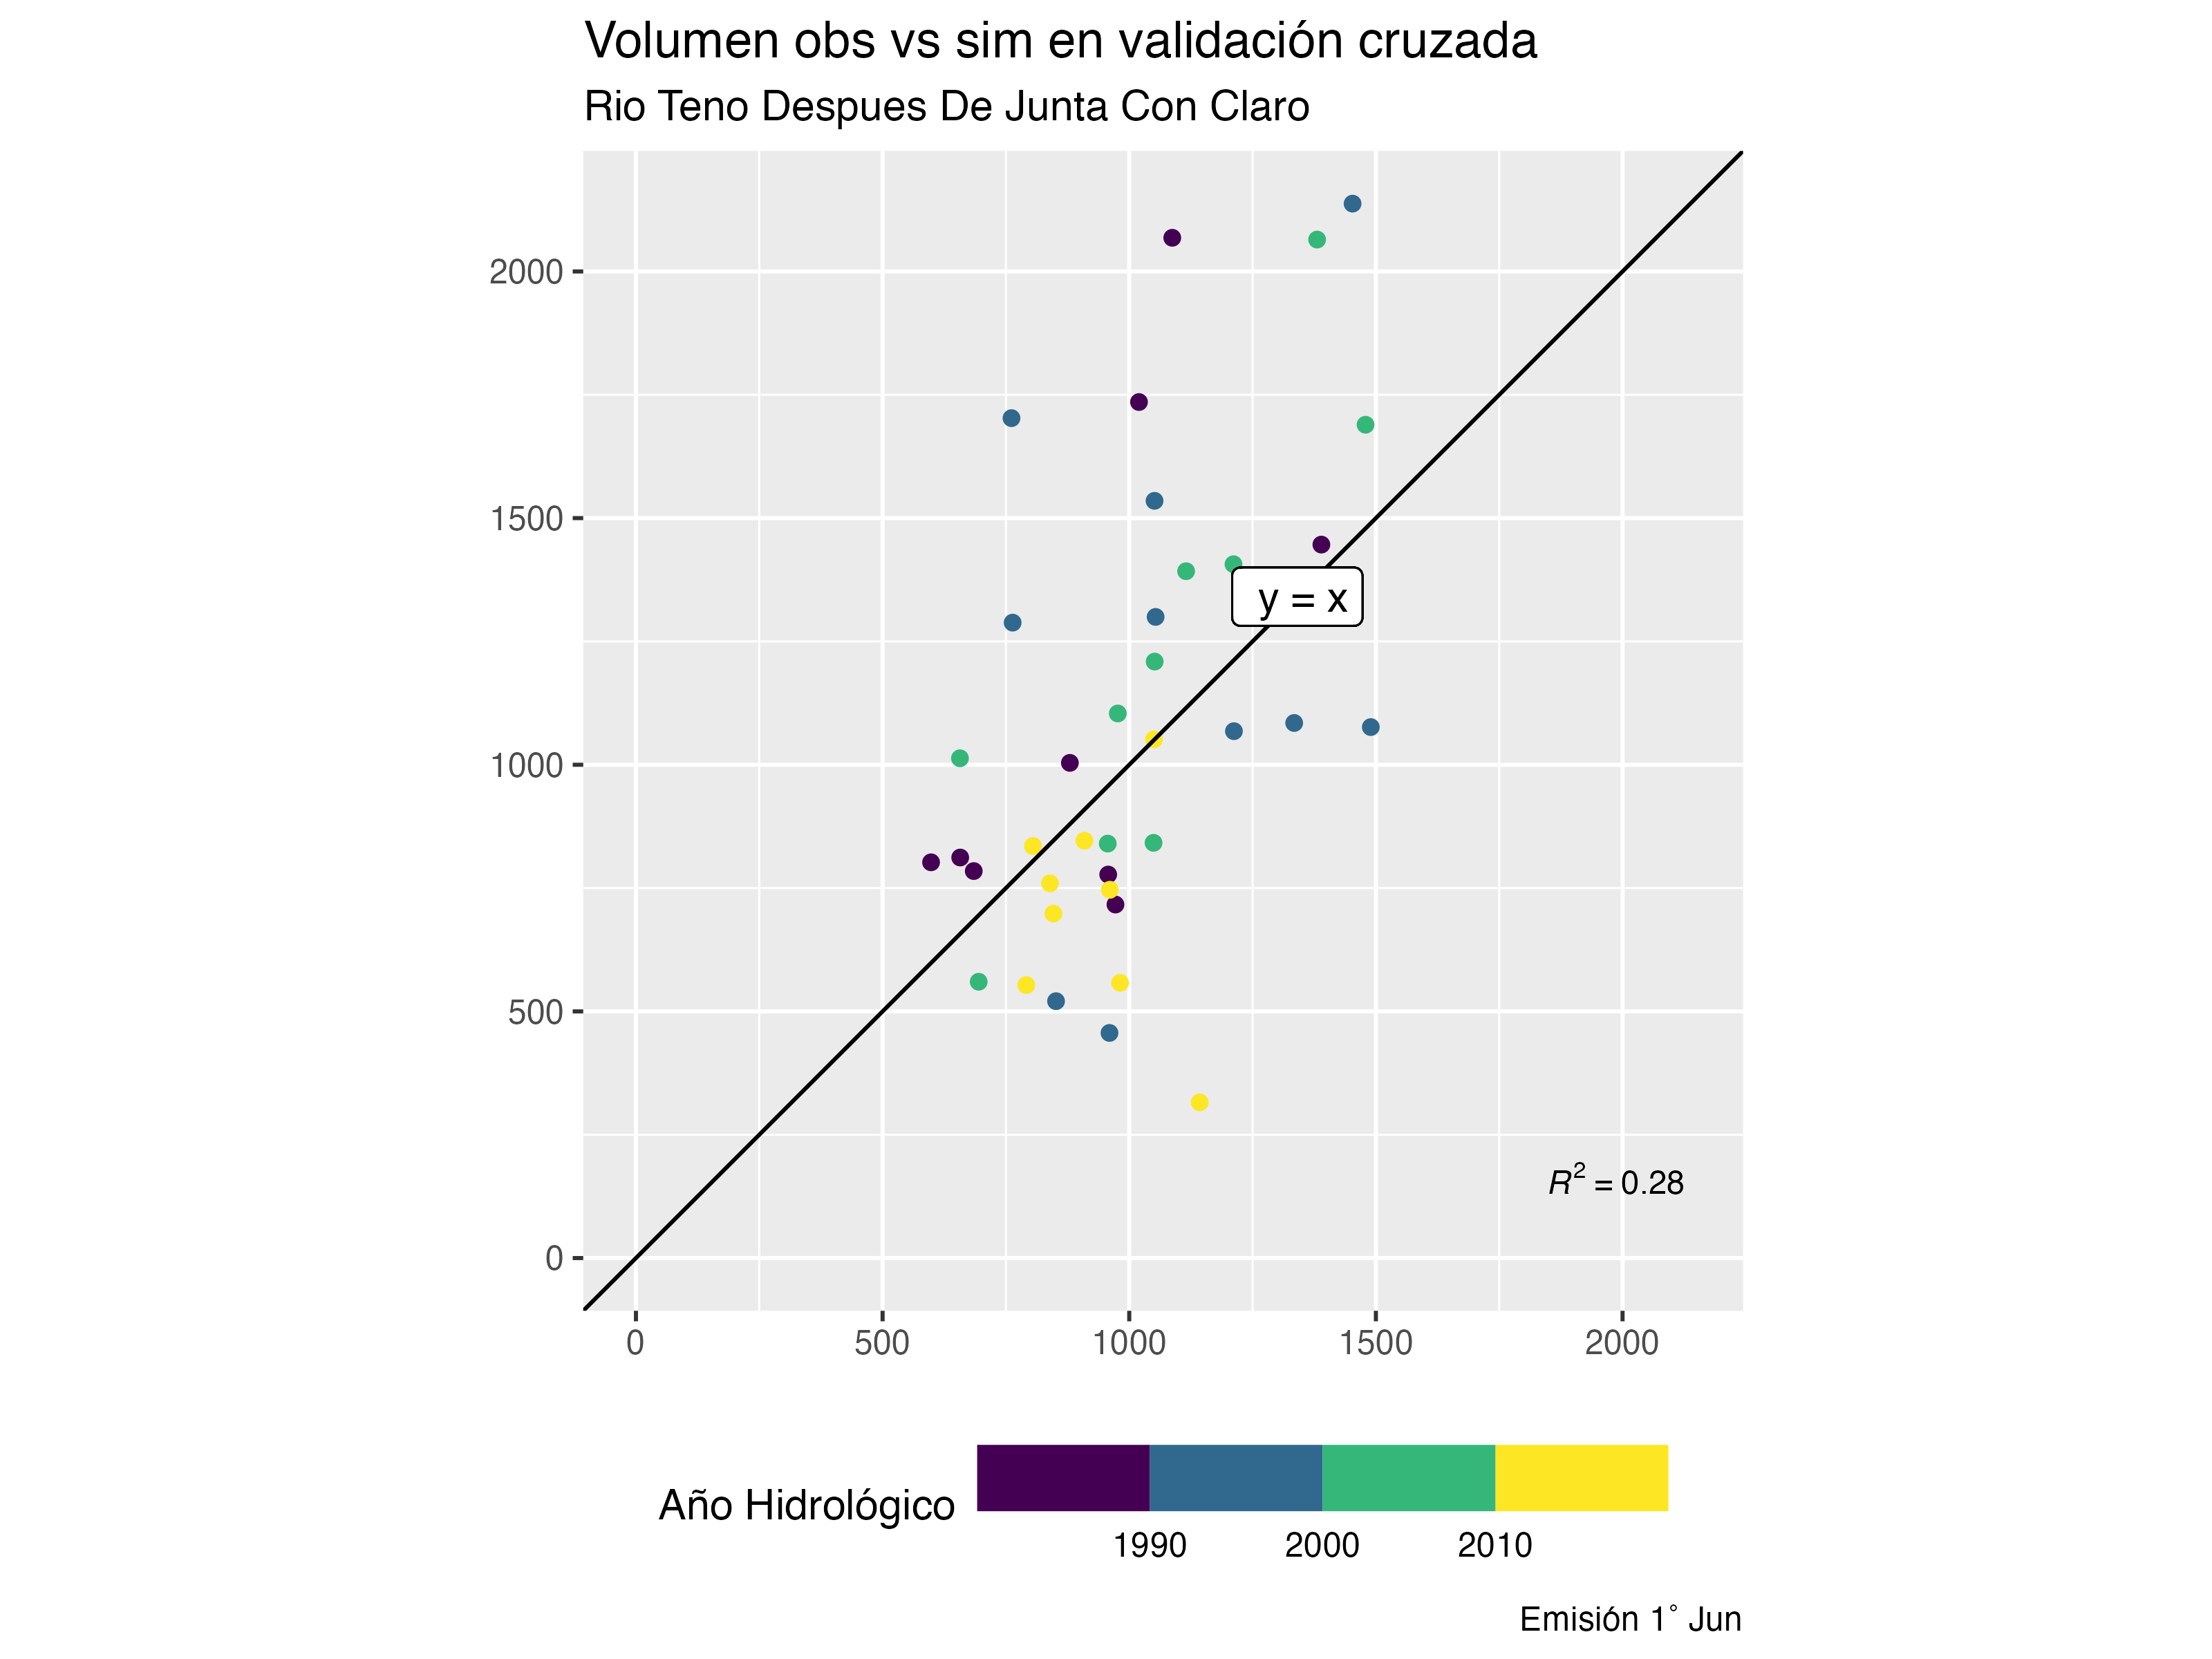 Volumen obs vs sim en validación cruzada
Rio Teno Despues De Junta Con Claro
2000
1500
1000
500
0
y = x
R² = 0.28
0 500 1000 1500 2000
Año Hidrológico
1990 2000 2010
Emisión 1° Jun